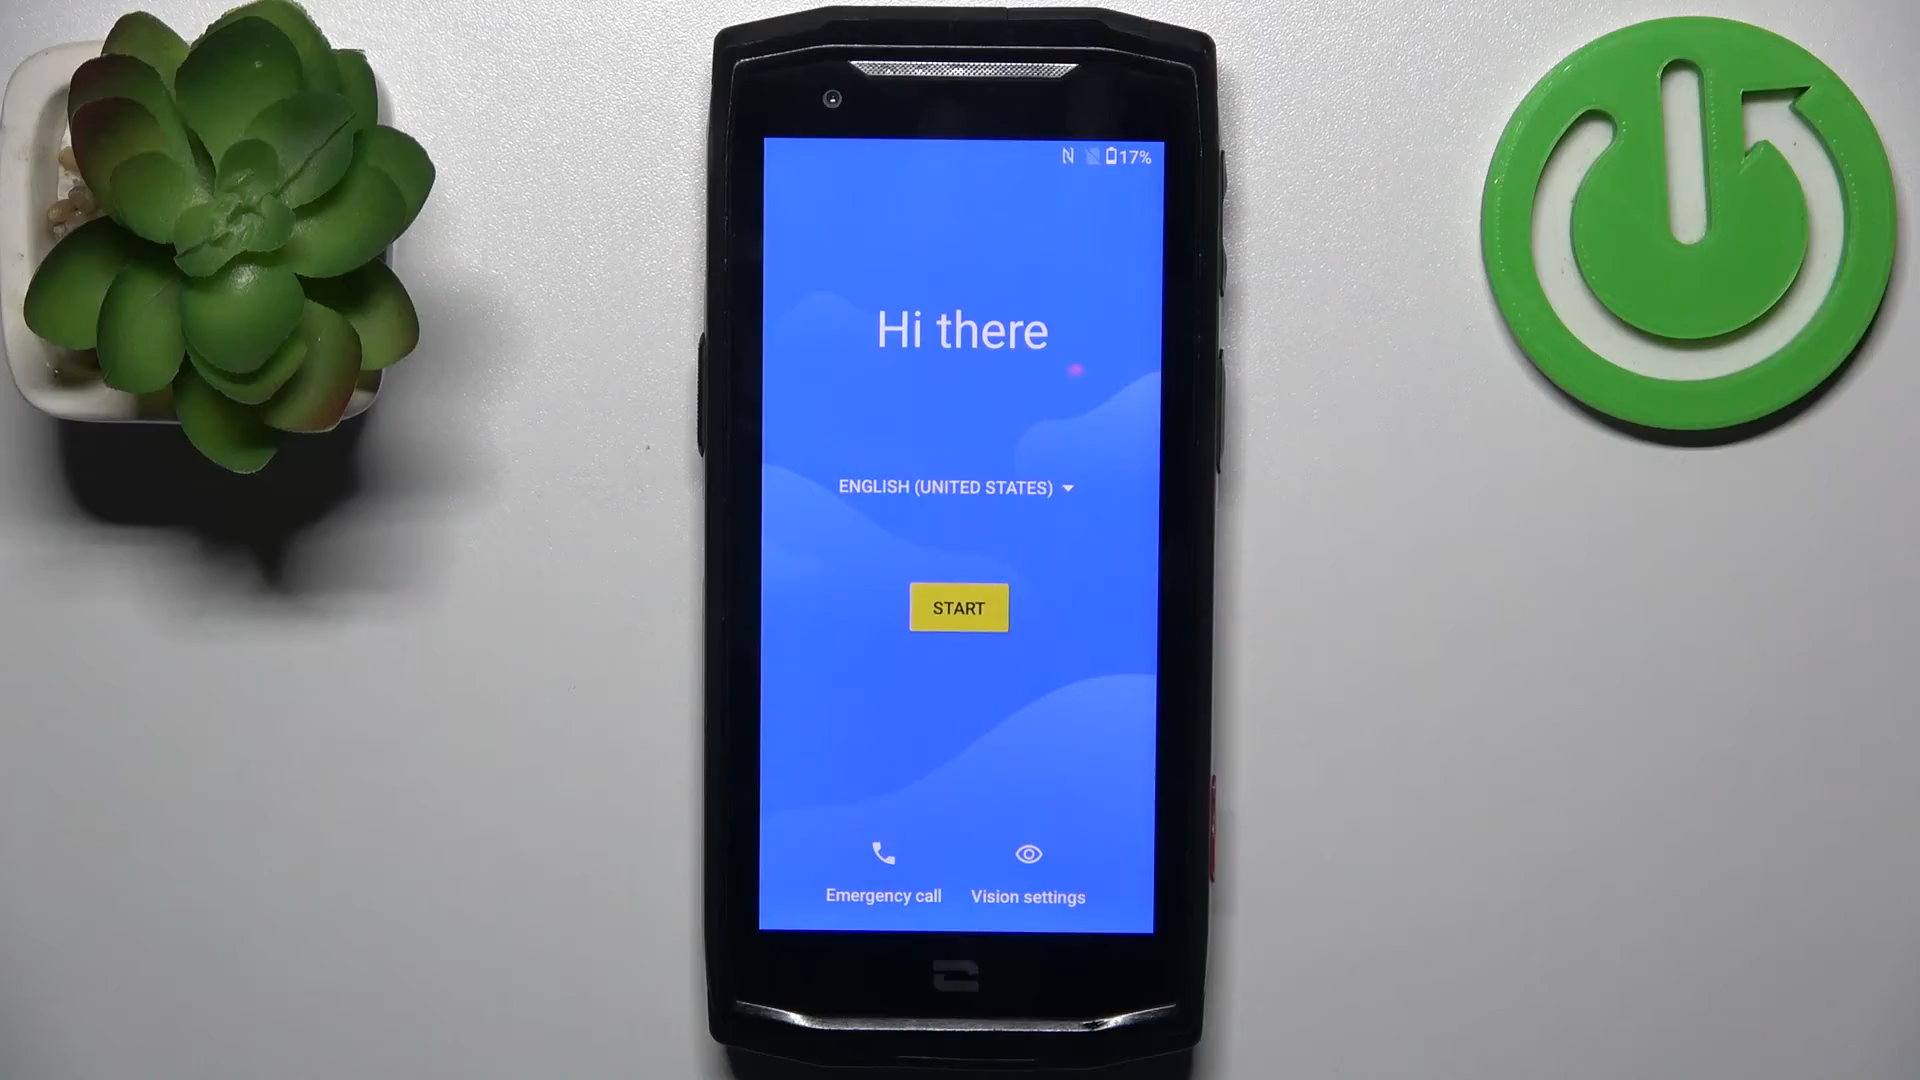 17%
Hi there
ENGLISH (UNITED STATES)
START
Emergency call
Vision settings